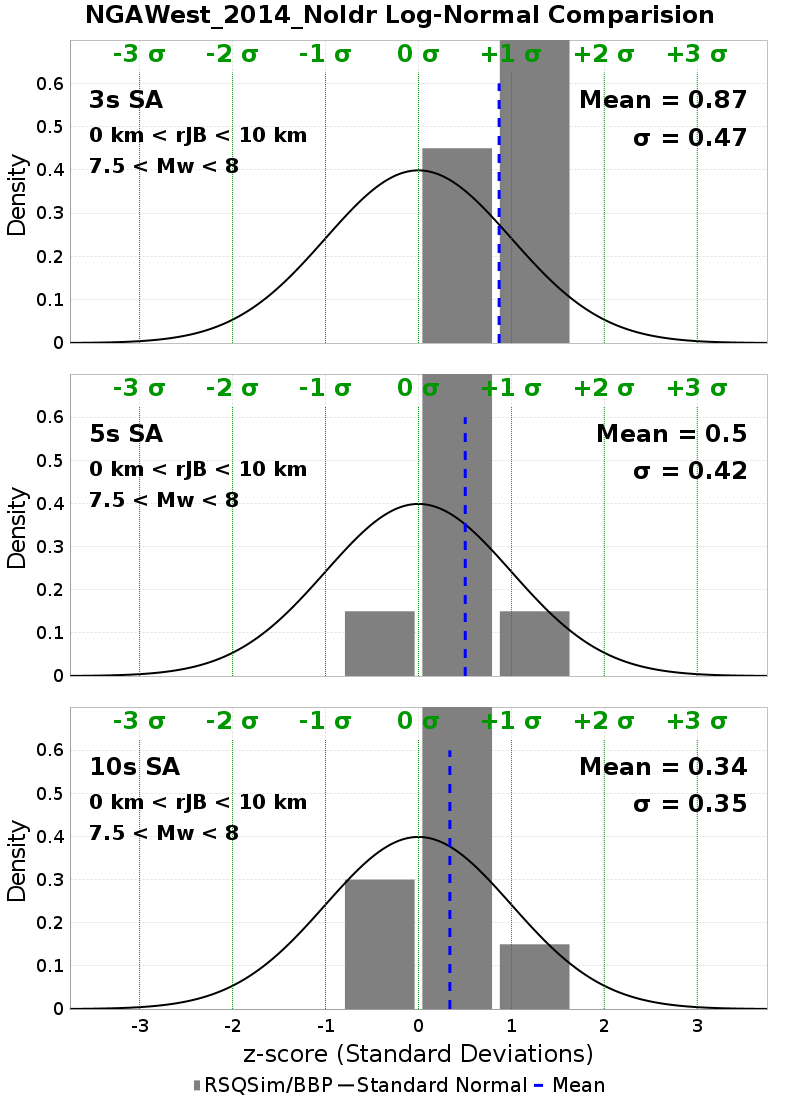 NGAWest_2014_NoIdr Log-Normal Comparision
-3 σ -2 σ -1 σ 0 σ +1 σ +2 σ +3 σ
3s SA
Mean = 0.87
0 km < rJB < 10 km
σ = 0.47
7.5 < Mw < 8
0.6
0.5
0.4
0.3
0.2
0.1
0
Density
-3 σ -2 σ -1 σ 0 σ +1 σ +2 σ +3 σ
5s SA
Mean = 0.5
0 km < rJB < 10 km
σ = 0.42
7.5 < Mw < 8
0.6
0.5
0.4
0.3
0.2
0.1
0
Density
-3 σ -2 σ -1 σ 0 σ +1 σ +2 σ +3 σ
10s SA
Mean = 0.34
0 km < rJB < 10 km
σ = 0.35
7.5 < Mw < 8
0.6
0.5
0.4
0.3
0.2
0.1
0
Density
-3 -2 -1 0 1 2 3
z-score (Standard Deviations)
RSQSim/BBP Standard Normal Mean